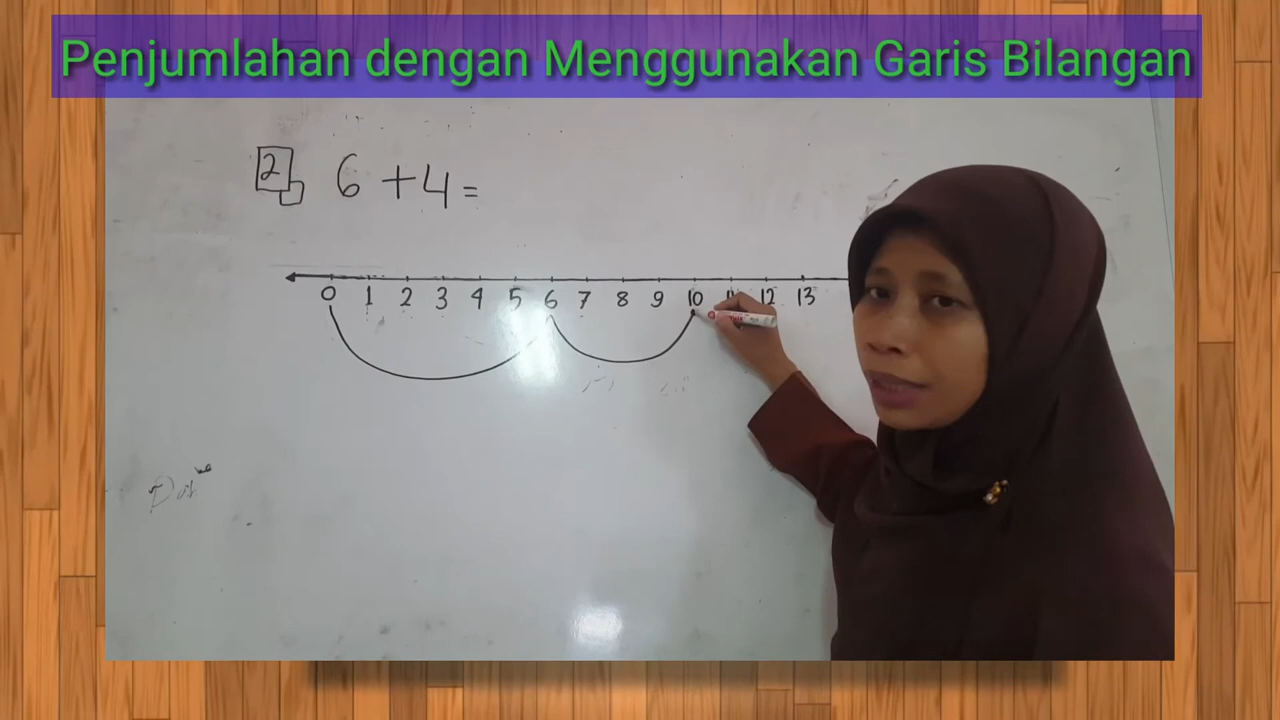 Penjumlahan dengan Menggunakan Garis Bilangan
2. 6 + 4 =
0 1 2 3 4 5 6 7 8 9 10 11 12 13